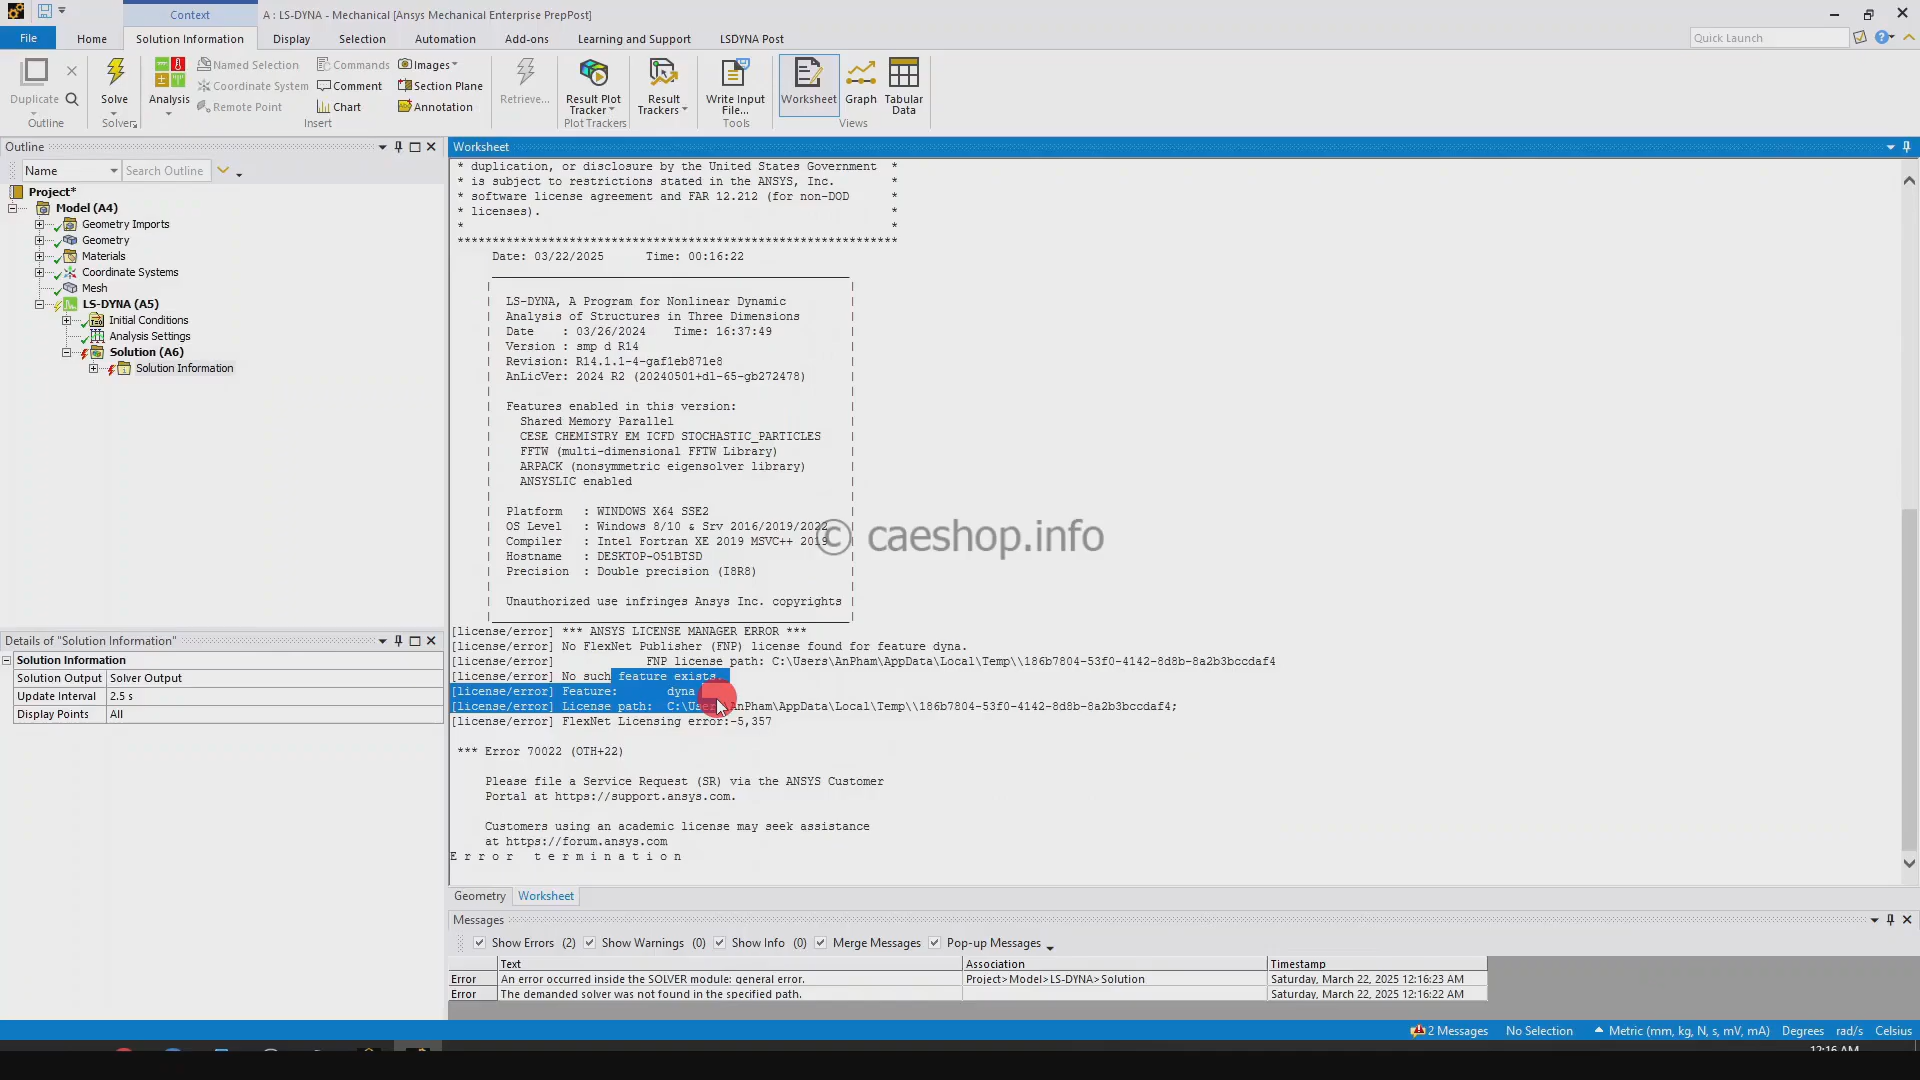 Context
A : LS-DYNA - Mechanical [Ansys Mechanical Enterprise PrepPost]
File
Home
Solution Information
Display
Selection
Automation
Add-ons
Learning and Support
LSDYNA Post
Quick Launch
Duplicate
Outline
Solve
Solver
Analysis
Named Selection
Coordinate System
Remote Point
Commands
Comment
Chart
Images
Section Plane
Annotation
Insert
Retrieve...
Result Plot Tracker
Plot Trackers
Result Trackers
Write Input File...
Tools
Worksheet
Graph
Tabular Data
Views
Outline
Name
Search Outline
Project*
Model (A4)
Geometry Imports
Geometry
Materials
Coordinate Systems
Mesh
LS-DYNA (A5)
Initial Conditions
Analysis Settings
Solution (A6)
Solution Information
Details of "Solution Information"
Solution Information
Solution Output Solver Output
Update Interval 2.5 s
Display Points All
Worksheet
* duplication, or disclosure by the United States Government *
* is subject to restrictions stated in the ANSYS, Inc. *
* software license agreement and FAR 12.212 (for non-DOD *
* licenses). *
* *
***************************************************************
Date: 03/22/2025 Time: 00:16:22
| LS-DYNA, A Program for Nonlinear Dynamic |
| Analysis of Structures in Three Dimensions |
| Date : 03/26/2024 Time: 16:37:49 |
| Version : smp d R14 |
| Revision: R14.1.1-4-gaf1eb871e8 |
| AnLicVer: 2024 R2 (20240501+dl-65-gb272478) |
| Features enabled in this version: |
| Shared Memory Parallel |
| CESE CHEMISTRY EM ICFD STOCHASTIC_PARTICLES |
| FFTW (multi-dimensional FFTW Library) |
| ARPACK (nonsymmetric eigensolver library) |
| ANSYSLIC enabled |
| Platform : WINDOWS X64 SSE2 |
| OS Level : Windows 8/10 & Srv 2016/2019/2022 |
| Compiler : Intel Fortran XE 2019 MSVC++ 2019 |
| Hostname : DESKTOP-O51BTSD |
| Precision : Double precision (I8R8) |
| Unauthorized use infringes Ansys Inc. copyrights |
© caeshop.info
[license/error] *** ANSYS LICENSE MANAGER ERROR ***
[license/error] No FlexNet Publisher (FNP) license found for feature dyna.
[license/error] FNP license path: C:\Users\AnPham\AppData\Local\Temp\\186b7804-53f0-4142-8d8b-8a2b3bccdaf4
[license/error] No such feature exists.
[license/error] Feature: dyna
[license/error] License path: C:\Users\AnPham\AppData\Local\Temp\\186b7804-53f0-4142-8d8b-8a2b3bccdaf4;
[license/error] FlexNet Licensing error:-5,357
*** Error 70022 (OTH+22)
Please file a Service Request (SR) via the ANSYS Customer
Portal at https://support.ansys.com.
Customers using an academic license may seek assistance
at https://forum.ansys.com
E r r o r t e r m i n a t i o n
Geometry
Worksheet
Messages
Show Errors (2) Show Warnings (0) Show Info (0) Merge Messages Pop-up Messages
Text Association Timestamp
Error An error occurred inside the SOLVER module: general error. Project>Model>LS-DYNA>Solution Saturday, March 22, 2025 12:16:23 AM
Error The demanded solver was not found in the specified path. Saturday, March 22, 2025 12:16:22 AM
2 Messages No Selection Metric (mm, kg, N, s, mV, mA) Degrees rad/s Celsius
12:16 AM